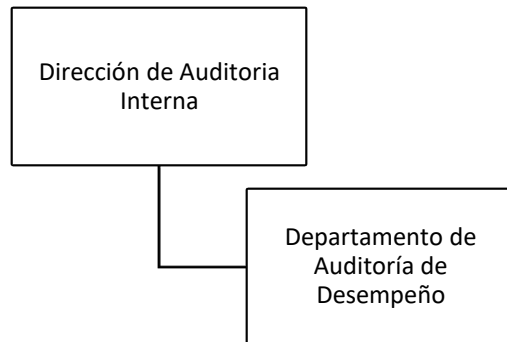 Dirección de Auditoria
Interna
Departamento de
Auditoría de
Desempeño